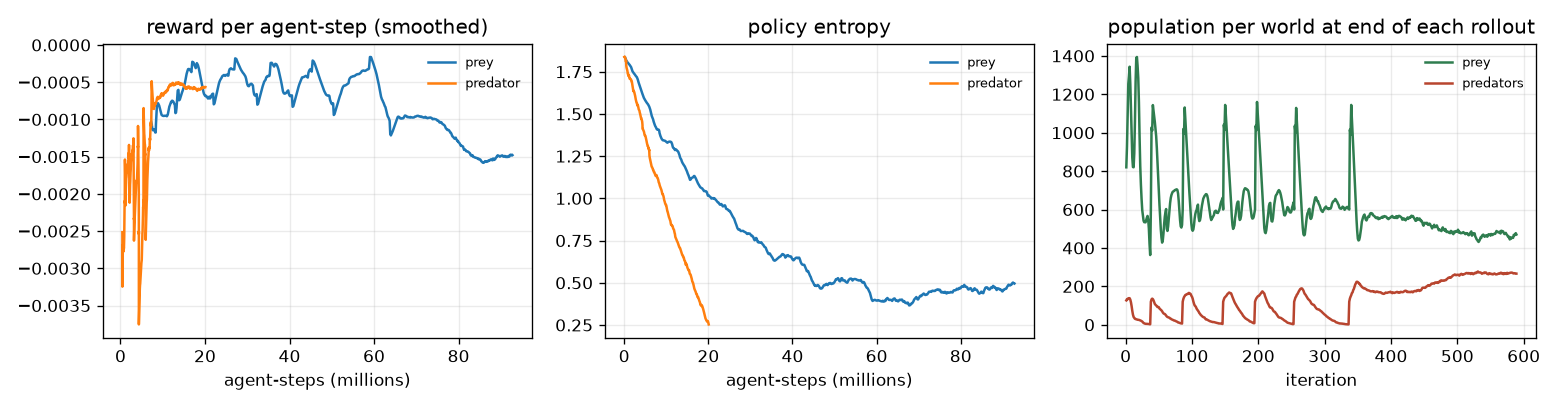 reward per agent-step (smoothed)
0.0000
−0.0005
−0.0010
−0.0015
−0.0020
−0.0025
−0.0030
−0.0035
prey
predator
0 20 40 60 80
agent-steps (millions)
policy entropy
1.75
1.50
1.25
1.00
0.75
0.50
0.25
prey
predator
0 20 40 60 80
agent-steps (millions)
population per world at end of each rollout
1400
1200
1000
800
600
400
200
0
prey
predators
0 100 200 300 400 500 600
iteration